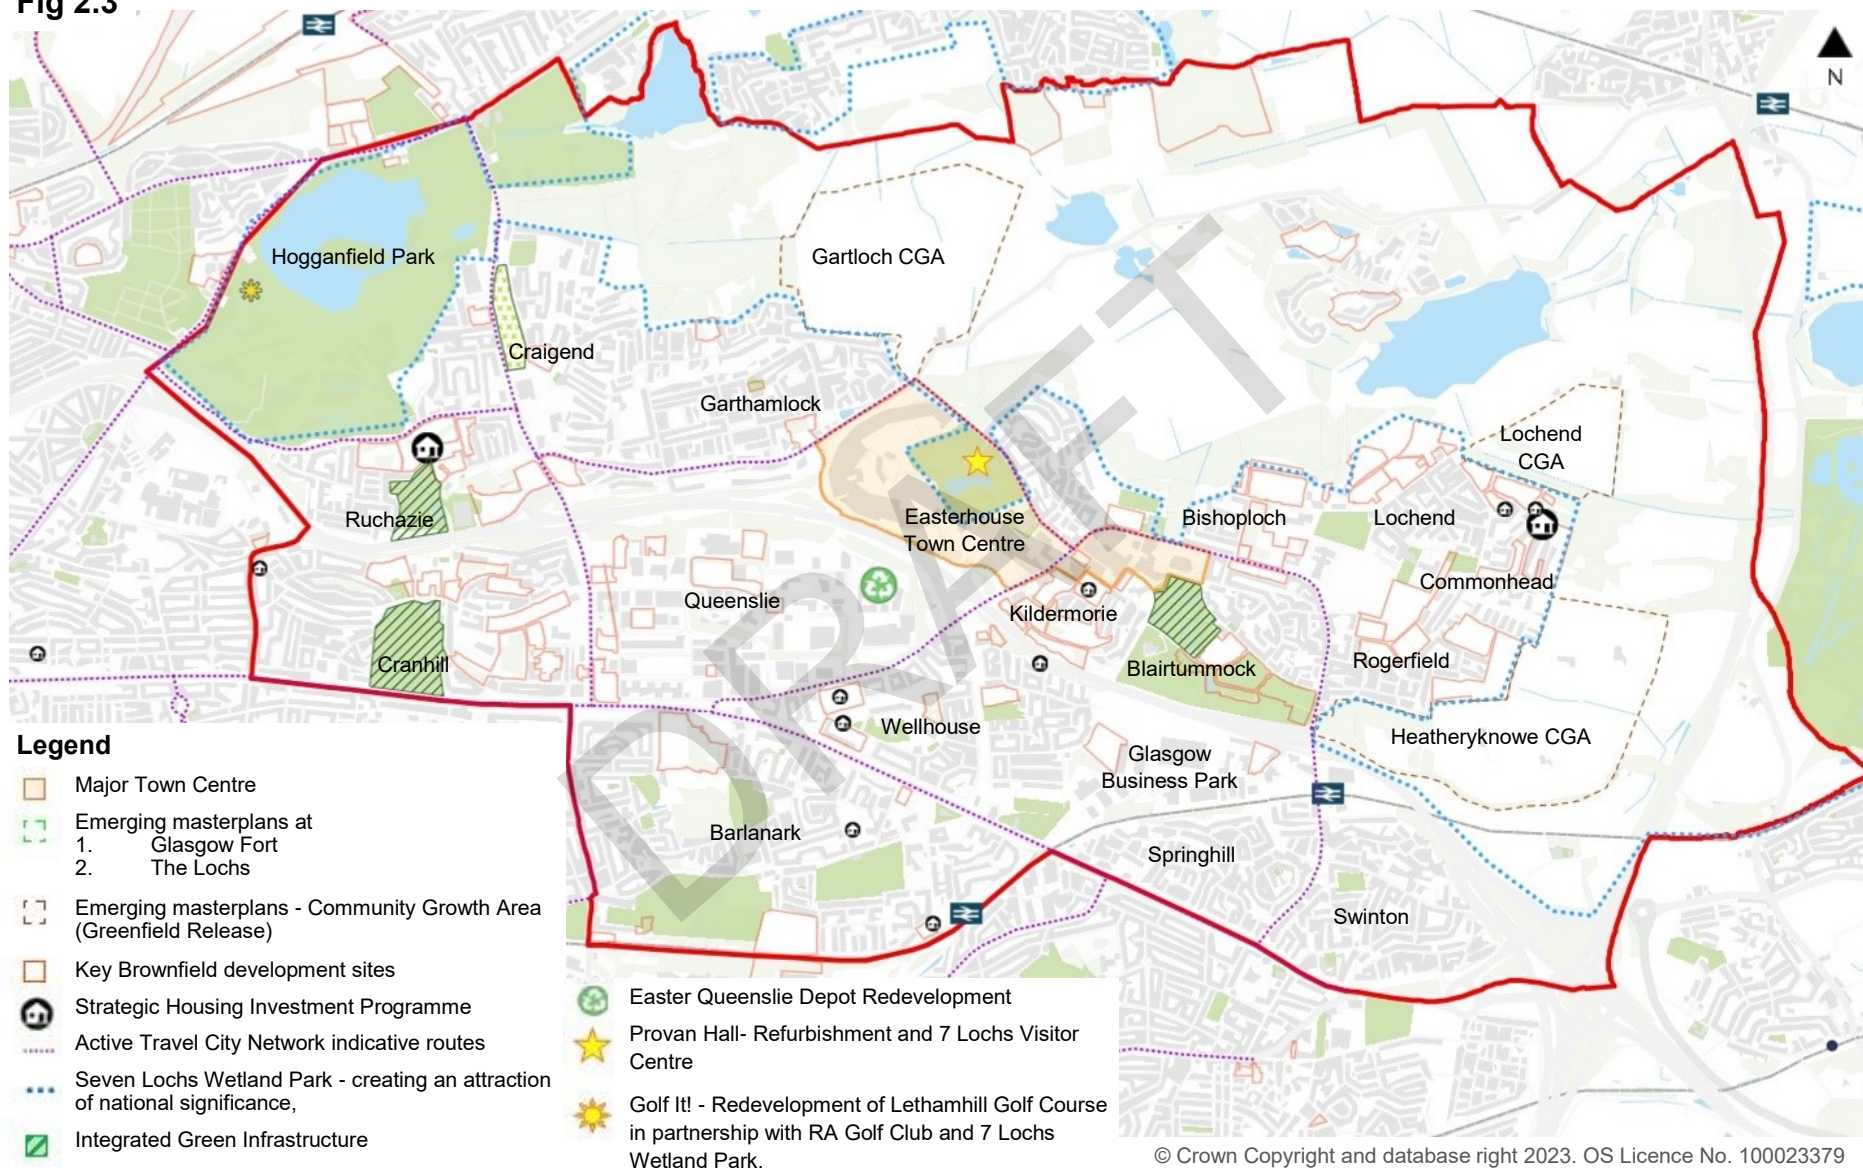 Fig 2.3
N
Hogganfield Park
Gartloch CGA
Craigend
Garthamlock
Lochend
CGA
Ruchazie
Easterhouse
Town Centre
Bishoploch
Lochend
Commonhead
Queenslie
Kildermorie
Cranhill
Blairtummock
Rogerfield
Wellhouse
Heatheryknowe CGA
Glasgow
Business Park
Barlanark
Springhill
Swinton
DRAFT
Legend
Major Town Centre
Emerging masterplans at
1. Glasgow Fort
2. The Lochs
Emerging masterplans - Community Growth Area
(Greenfield Release)
Key Brownfield development sites
Strategic Housing Investment Programme
Active Travel City Network indicative routes
Seven Lochs Wetland Park - creating an attraction
of national significance,
Integrated Green Infrastructure
Easter Queenslie Depot Redevelopment
Provan Hall- Refurbishment and 7 Lochs Visitor
Centre
Golf It! - Redevelopment of Lethamhill Golf Course
in partnership with RA Golf Club and 7 Lochs
Wetland Park.
© Crown Copyright and database right 2023. OS Licence No. 100023379